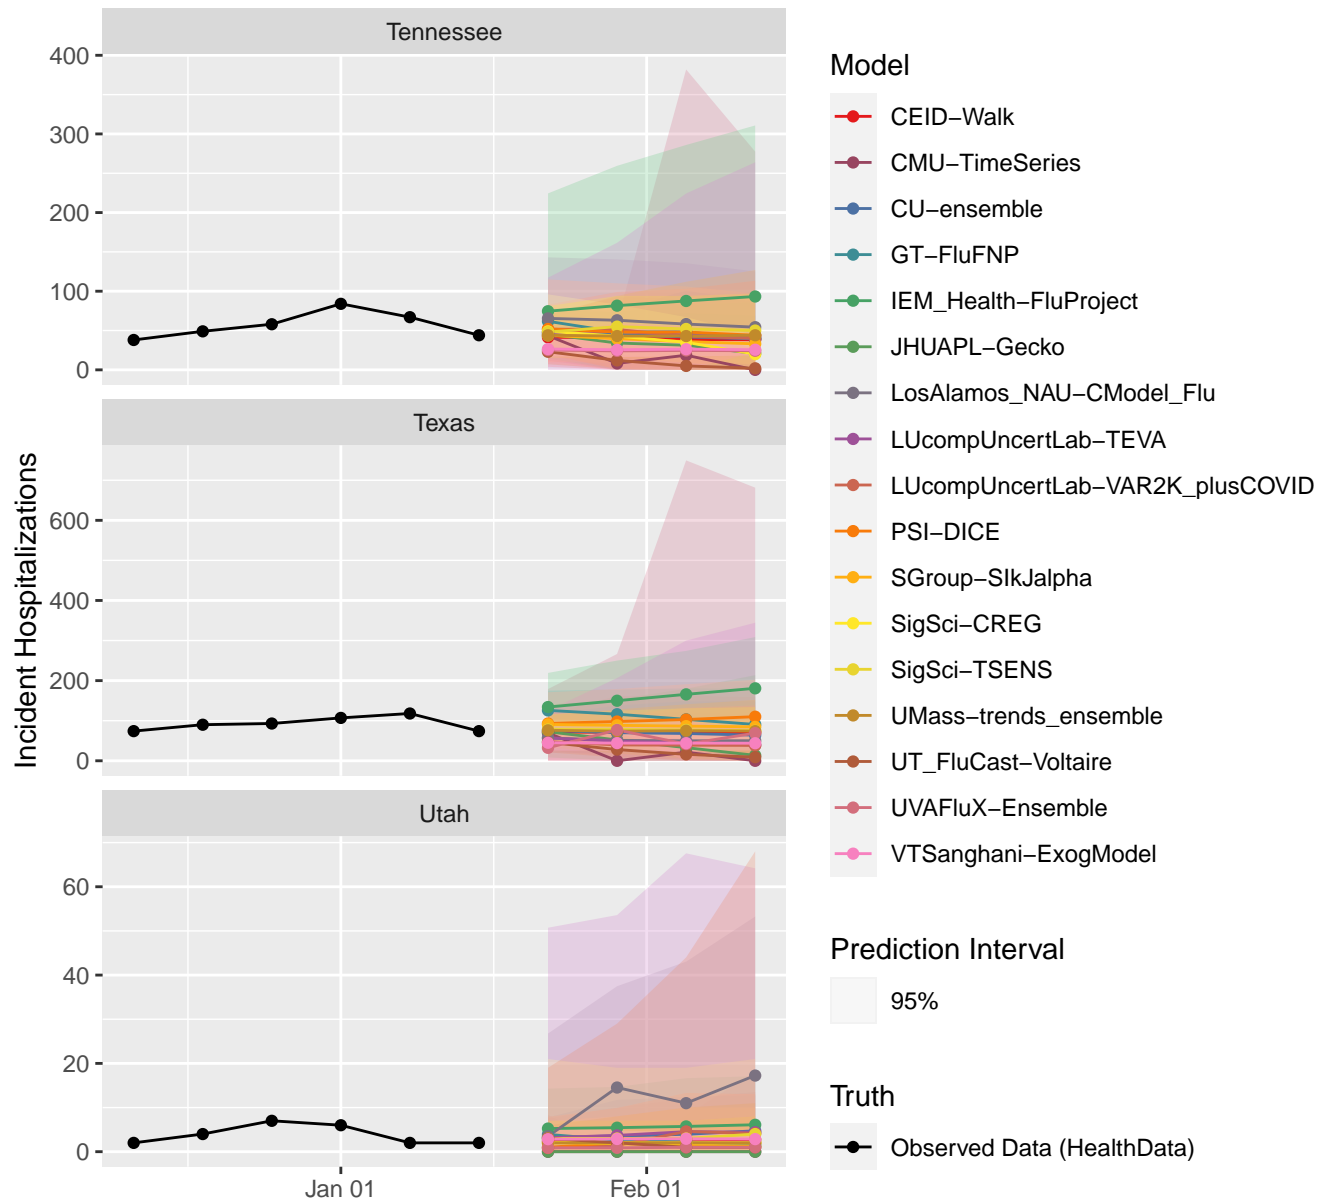 Tennessee
400
300
200
100
0
Texas
600
400
200
0
Utah
60
40
20
0
Jan 01
Feb 01
Incident Hospitalizations
Model
CEID−Walk
CMU−TimeSeries
CU−ensemble
GT−FluFNP
IEM_Health−FluProject
JHUAPL−Gecko
LosAlamos_NAU−CModel_Flu
LUcompUncertLab−TEVA
LUcompUncertLab−VAR2K_plusCOVID
PSI−DICE
SGroup−SIkJalpha
SigSci−CREG
SigSci−TSENS
UMass−trends_ensemble
UT_FluCast−Voltaire
UVAFluX−Ensemble
VTSanghani−ExogModel
Prediction Interval
95%
Truth
Observed Data (HealthData)